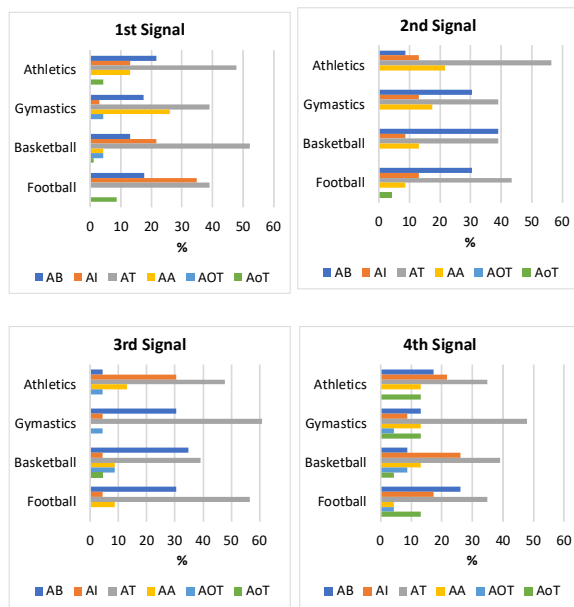 1st Signal
Athletics
Gymastics
Basketball
Football
0 10 20 30 40 50 60
%
AB AI AT AA AOT AoT
2nd Signal
Athletics
Gymastics
Basketball
Football
0 10 20 30 40 50 60
%
AB AI AT AA AOT AoT
3rd Signal
Athletics
Gymastics
Basketball
Football
0 10 20 30 40 50 60
%
AB AI AT AA AOT AoT
4th Signal
Athletics
Gymastics
Basketball
Football
0 10 20 30 40 50 60
%
AB AI AT AA AOT AoT